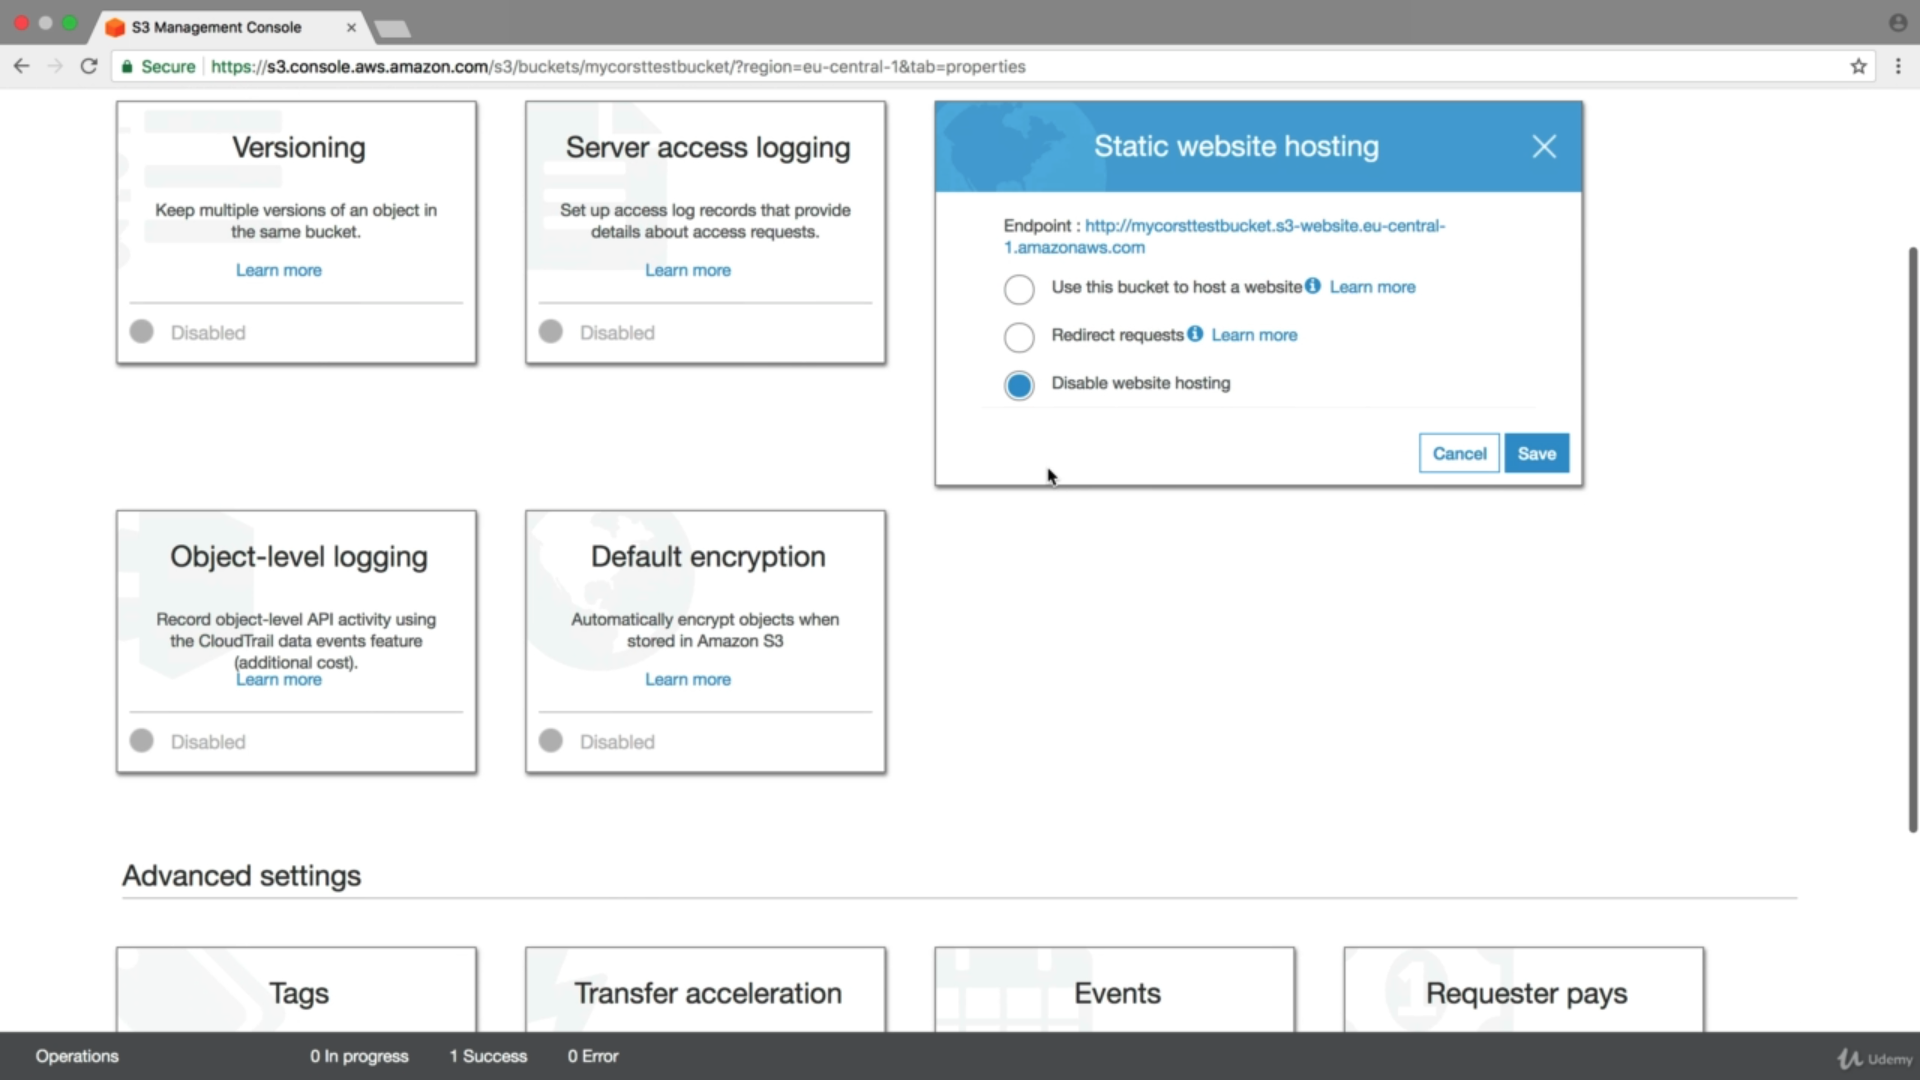 S3 Management Console
Secure https://s3.console.aws.amazon.com/s3/buckets/mycorsttestbucket/?region=eu-central-1&tab=properties
Versioning
Keep multiple versions of an object in
the same bucket.
Learn more
Disabled
Server access logging
Set up access log records that provide
details about access requests.
Learn more
Disabled
Static website hosting
Endpoint : http://mycorsttestbucket.s3-website.eu-central-
1.amazonaws.com
Use this bucket to host a website Learn more
Redirect requests Learn more
Disable website hosting
Cancel Save
Object-level logging
Record object-level API activity using
the CloudTrail data events feature
(additional cost).
Learn more
Disabled
Default encryption
Automatically encrypt objects when
stored in Amazon S3
Learn more
Disabled
Advanced settings
Tags
Transfer acceleration
Events
Requester pays
Operations 0 In progress 1 Success 0 Error
Udemy